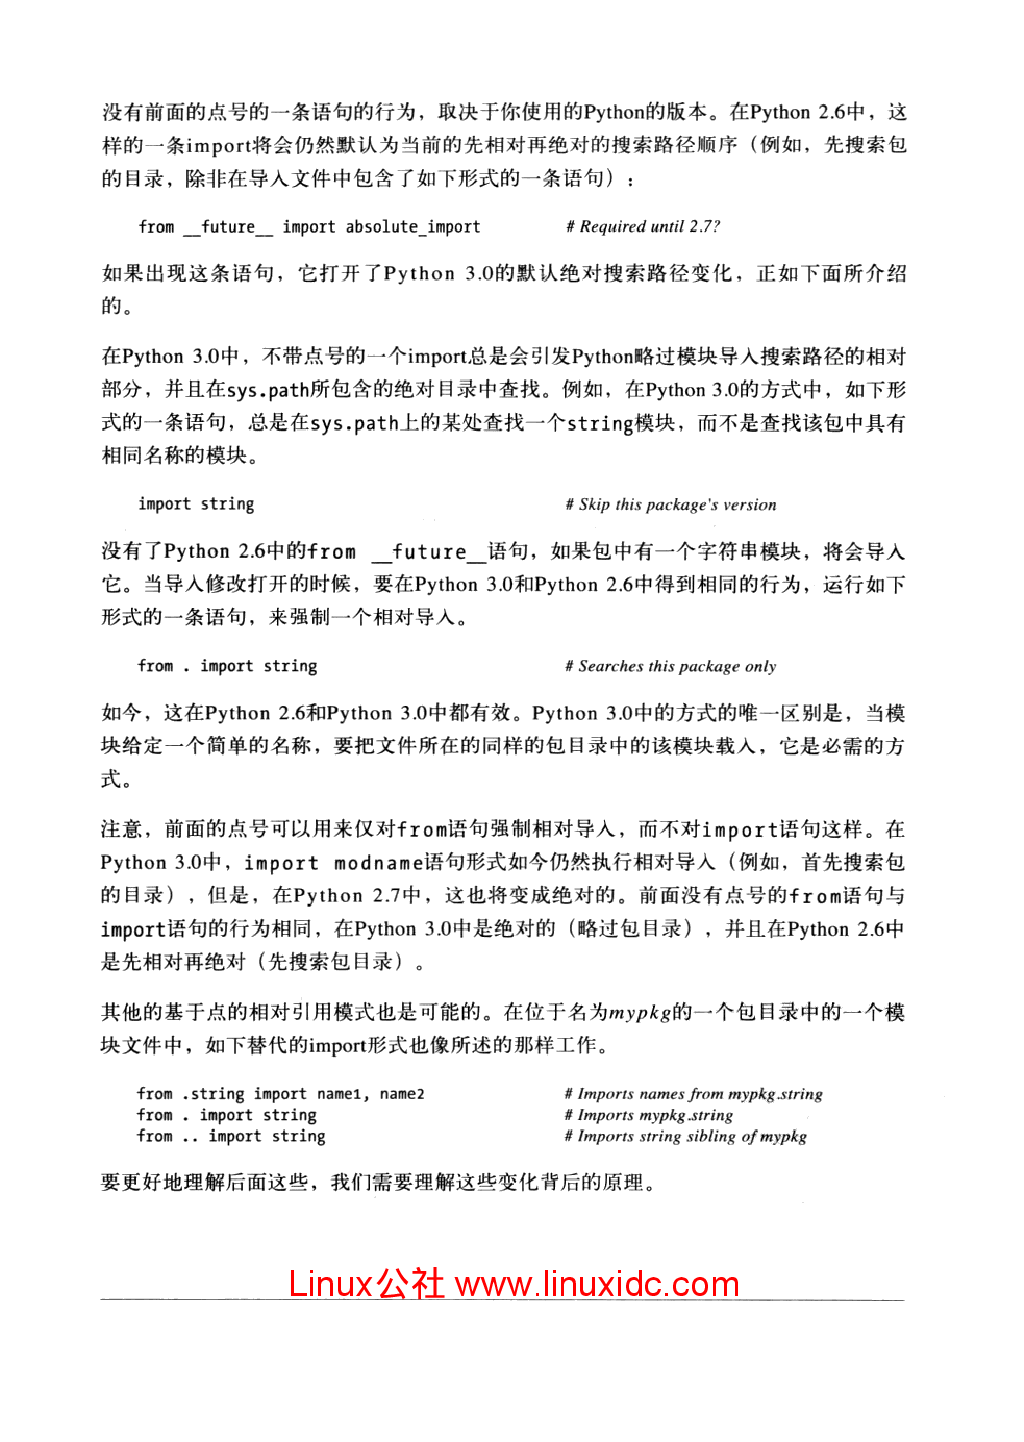 没有前面的点号的一条语句的行为，取决于你使用的Python的版本。在Python 2.6中，这
样的一条import将会仍然默认为当前的先相对再绝对的搜索路径顺序（例如，先搜索包
的目录，除非在导入文件中包含了如下形式的一条语句）：
from __future__ import absolute_import # Required until 2.7?
如果出现这条语句，它打开了Python 3.0的默认绝对搜索路径变化，正如下面所介绍
的。
在Python 3.0中，不带点号的一个import总是会引发Python略过模块导入搜索路径的相对
部分，并且在sys.path所包含的绝对目录中查找。例如，在Python 3.0的方式中，如下形
式的一条语句，总是在sys.path上的某处查找一个string模块，而不是查找该包中具有
相同名称的模块。
import string # Skip this package's version
没有了Python 2.6中的from __future__语句，如果包中有一个字符串模块，将会导入
它。当导入修改打开的时候，要在Python 3.0和Python 2.6中得到相同的行为，运行如下
形式的一条语句，来强制一个相对导入。
from . import string # Searches this package only
如今，这在Python 2.6和Python 3.0中都有效。Python 3.0中的方式的唯一区别是，当模
块给定一个简单的名称，要把文件所在的同样的包目录中的该模块载入，它是必需的方
式。
注意，前面的点号可以用来仅对from语句强制相对导入，而不对import语句这样。在
Python 3.0中，import modname语句形式如今仍然执行相对导入（例如，首先搜索包
的目录），但是，在Python 2.7中，这也将变成绝对的。前面没有点号的from语句与
import语句的行为相同，在Python 3.0中是绝对的（略过包目录），并且在Python 2.6中
是先相对再绝对（先搜索包目录）。
其他的基于点的相对引用模式也是可能的。在位于名为mypkg的一个包目录中的一个模
块文件中，如下替代的import形式也像所述的那样工作。
from .string import name1, name2 # Imports names from mypkg.string
from . import string # Imports mypkg.string
from .. import string # Imports string sibling of mypkg
要更好地理解后面这些，我们需要理解这些变化背后的原理。
Linux公社 www.linuxidc.com